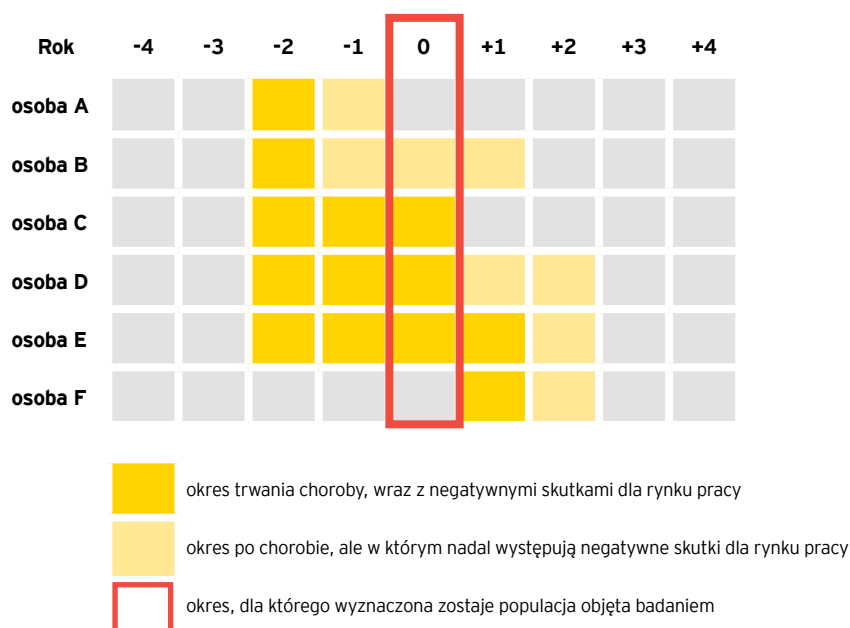 Rok -4 -3 -2 -1 0 +1 +2 +3 +4
osoba A
osoba B
osoba C
osoba D
osoba E
osoba F
okres trwania choroby, wraz z negatywnymi skutkami dla rynku pracy
okres po chorobie, ale w którym nadal występują negatywne skutki dla rynku pracy
okres, dla którego wyznaczona zostaje populacja objęta badaniem